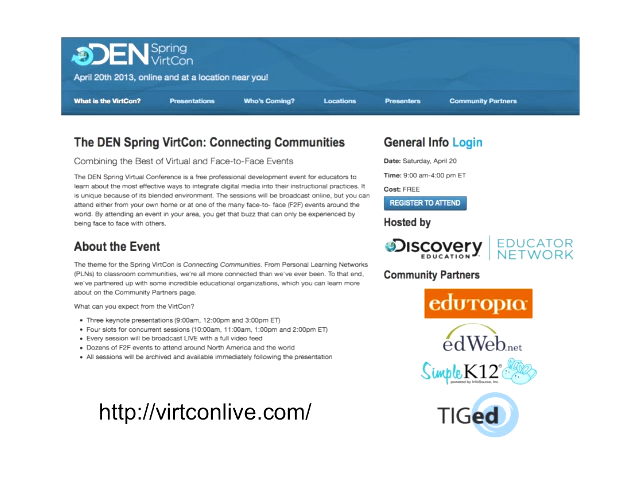 DEN Spring
VirtCon
April 20th 2013, online and at a location near you!
What is the VirtCon? Presentations Who's Coming? Locations Presenters Community Partners
The DEN Spring VirtCon: Connecting Communities
Combining the Best of Virtual and Face-to-Face Events
The DEN Spring Virtual Conference is a free professional development event for educators to
learn about the most effective ways to integrate digital media into their instructional practices. It
is unique because of its blended environment. The sessions will be broadcast online, but you can
attend either from your own home or at one of the many face-to- face (F2F) events around the
world. By attending an event in your area, you get that buzz that can only be experienced by
being face to face with others.
About the Event
The theme for the Spring VirtCon is Connecting Communities. From Personal Learning Networks
(PLNs) to classroom communities, we're all more connected than we've ever been. To that end,
we've partnered up with some incredible educational organizations, which you can learn more
about on the Community Partners page.
What can you expect from the VirtCon?
• Three keynote presentations (9:00am, 12:00pm and 3:00pm ET)
• Four slots for concurrent sessions (10:00am, 11:00am, 1:00pm and 2:00pm ET)
• Every session will be broadcast LIVE with a full video feed
• Dozens of F2F events to attend around North America and the world
• All sessions will be archived and available immediately following the presentation
General Info Login
Date: Saturday, April 20
Time: 9:00 am-4:00 pm ET
Cost: FREE
REGISTER TO ATTEND
Hosted by
Discovery EDUCATION
EDUCATOR
NETWORK
Community Partners
edutopia
edWeb.net
Simple K12
powered by InfoSource, Inc.
TIGed
http://virtconlive.com/